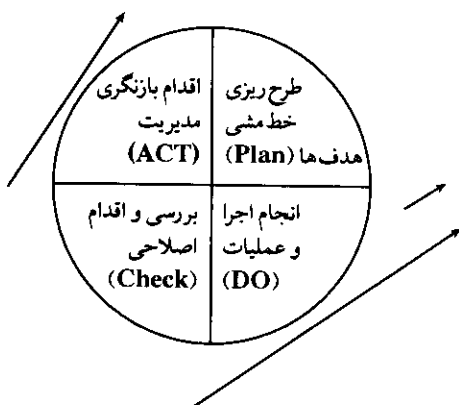 طرح ریزی
خط مشی
هدف‌ها (Plan)
اقدام بازنگری
مدیریت
(ACT)
انجام اجرا
و عملیات
(DO)
بررسی و اقدام
اصلاحی
(Check)